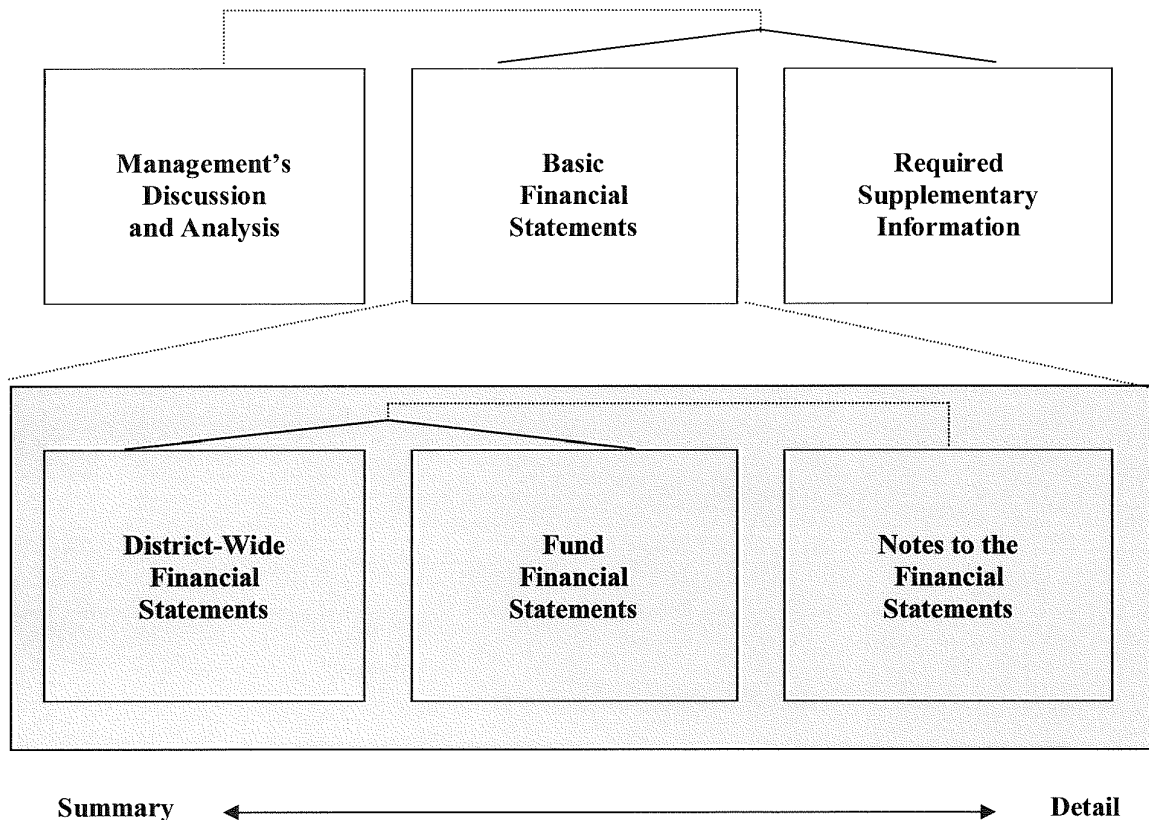 Management's
Discussion
and Analysis
Basic
Financial
Statements
Required
Supplementary
Information
District-Wide
Financial
Statements
Fund
Financial
Statements
Notes to the
Financial
Statements
Summary
Detail